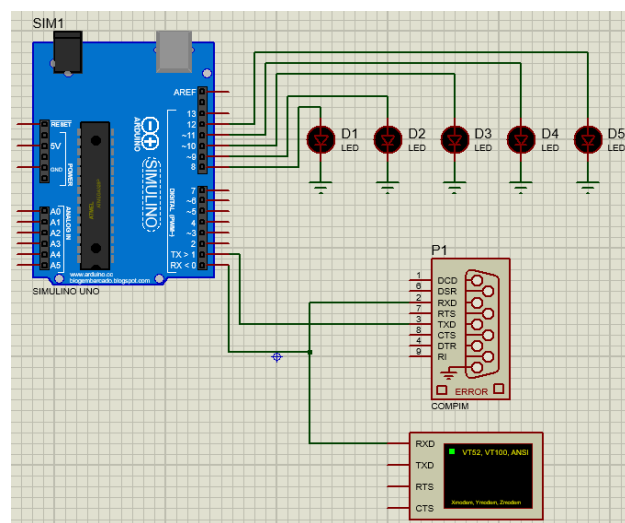 SIM1
AREF
13
12
~11
~10
~9
8
7
~6
~5
4
~3
2
TX > 1
RX < 0
RESET
5V
GND
POWER
A0
A1
A2
A3
A4
A5
ANALOG IN
ARDUINO
SIMULINO
DIGITAL (PWM~)
www.arduino.cc
blogembarcado.blogspot.com
SIMULINO UNO
D1
LED
D2
LED
D3
LED
D4
LED
D5
LED
P1
1 DCD
6 DSR
2 RXD
7 RTS
3 TXD
8 CTS
4 DTR
9 RI
ERROR
COMPIM
RXD
TXD
RTS
CTS
VT52, VT100, ANSI
Xmodem, Ymodem, Zmodem